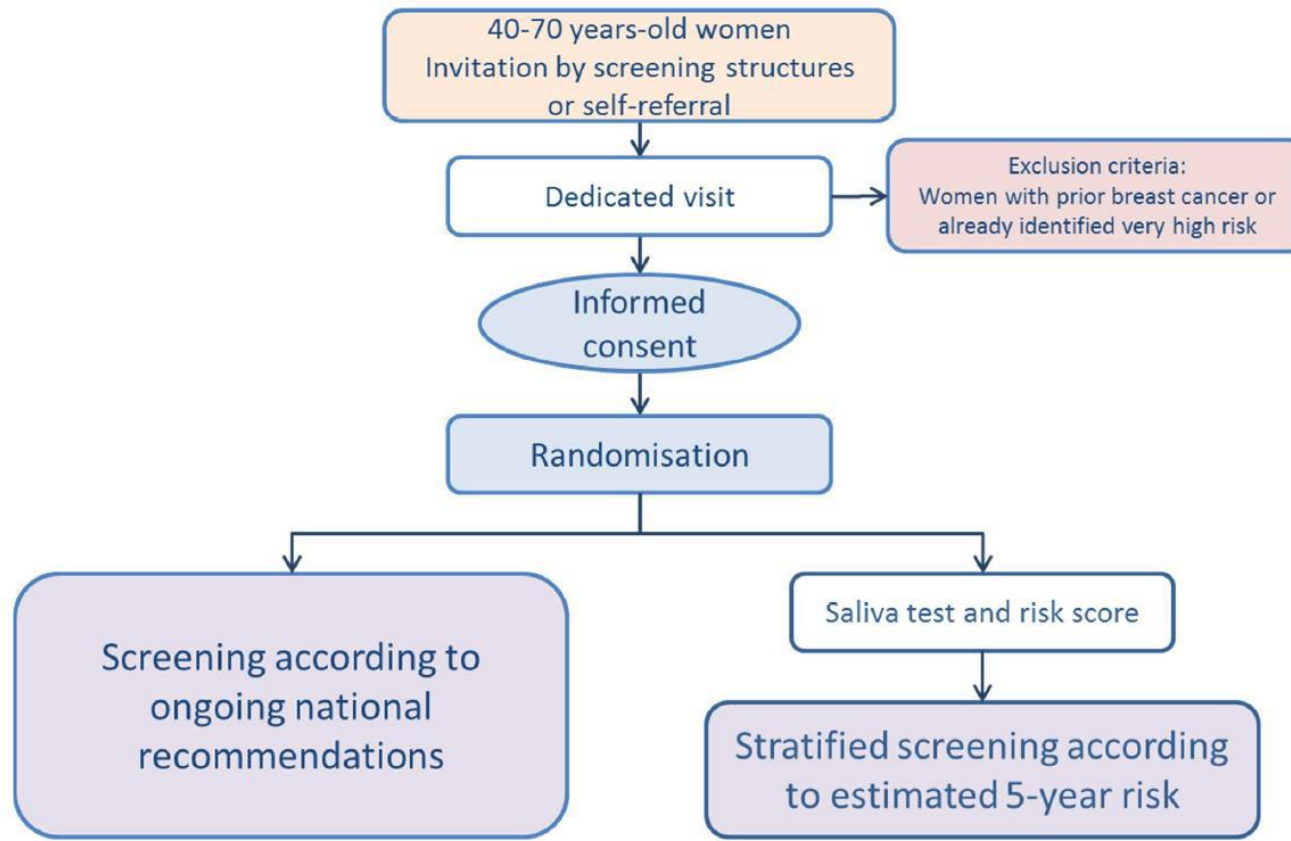 40-70 years-old women
Invitation by screening structures
or self-referral
Dedicated visit
Exclusion criteria:
Women with prior breast cancer or
already identified very high risk
Informed
consent
Randomisation
Screening according to
ongoing national
recommendations
Saliva test and risk score
Stratified screening according
to estimated 5-year risk